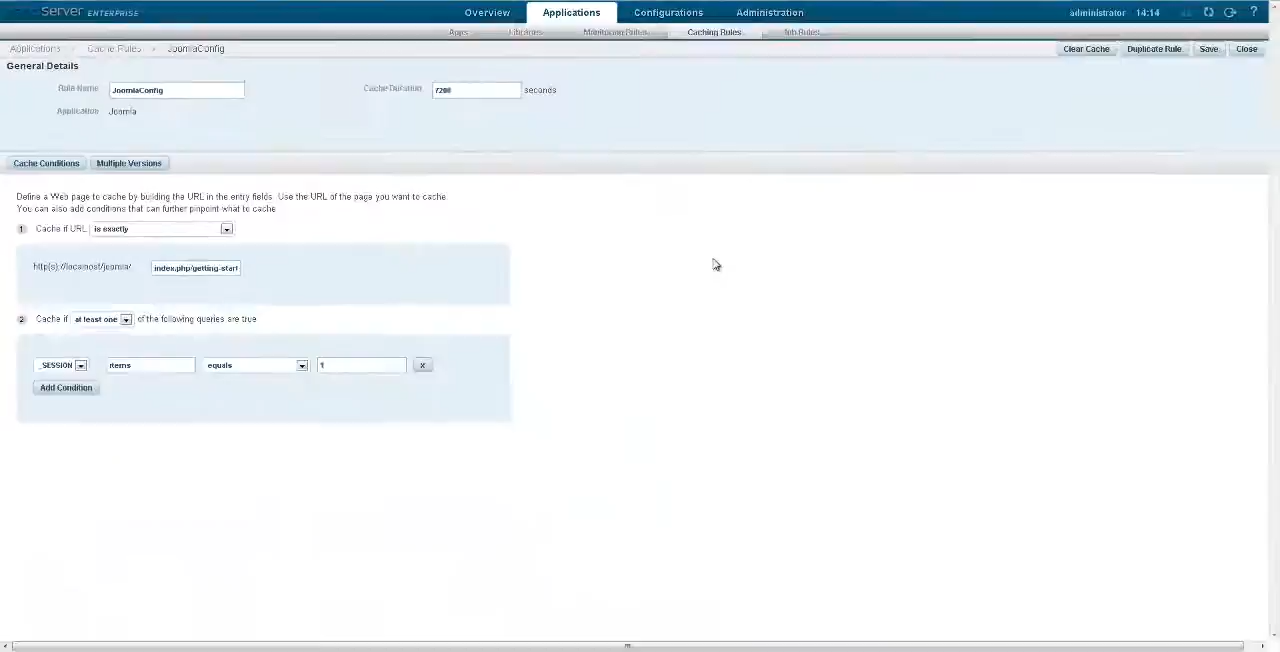 Server ENTERPRISE
Overview Applications Configurations Administration administrator 14:14 ?
Apps Libraries Monitoring Rules Caching Rules Job Rules
Applications Cache Rules JoomlaConfig Clear Cache Duplicate Rule Save Close
General Details
Rule Name JoomlaConfig Cache Duration 7200 seconds
Application Joomla
Cache Conditions Multiple Versions
Define a Web page to cache by building the URL in the entry fields. Use the URL of the page you want to cache.
You can also add conditions that can further pinpoint what to cache
1 Cache if URL is exactly
http(s)://localhost/joomla/ index.php/getting-start
2 Cache if at least one of the following queries are true
_SESSION items equals 1 x
Add Condition